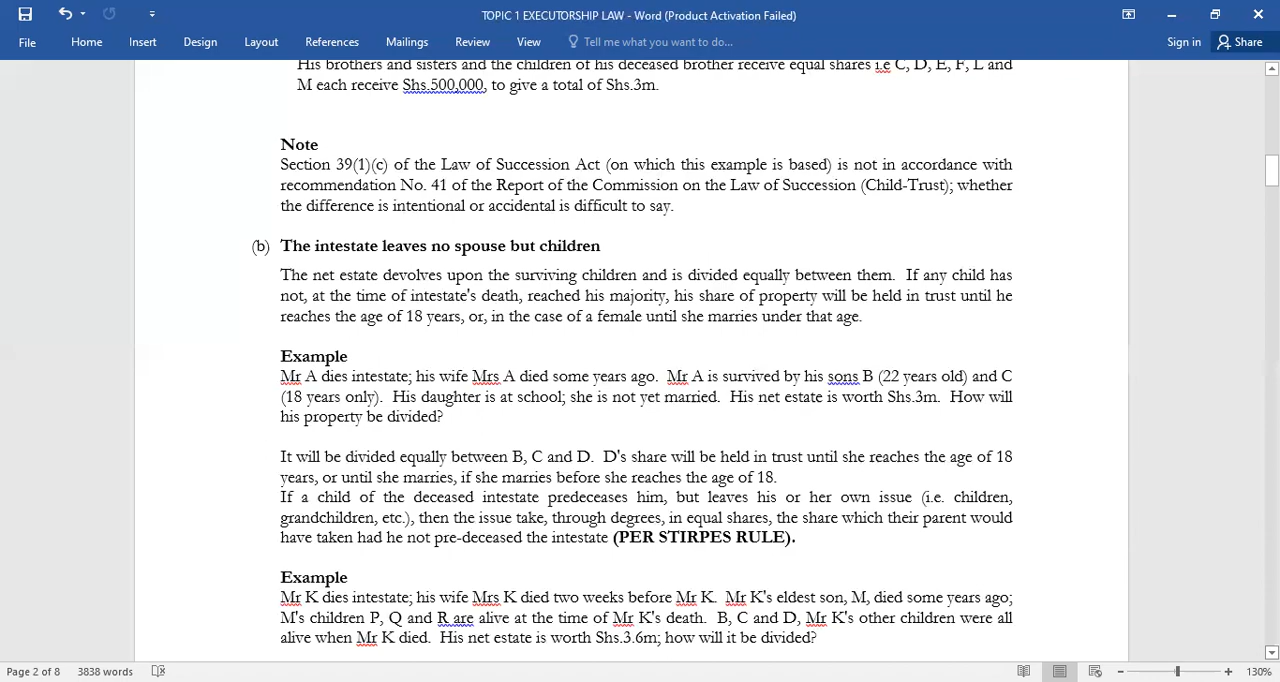 TOPIC 1 EXECUTORSHIP LAW - Word (Product Activation Failed)
File Home Insert Design Layout References Mailings Review View Tell me what you want to do... Sign in Share
His brothers and sisters and the children of his deceased brother receive equal shares i.e C, D, E, F, L and
M each receive Shs.500,000, to give a total of Shs.3m.
Note
Section 39(1)(c) of the Law of Succession Act (on which this example is based) is not in accordance with
recommendation No. 41 of the Report of the Commission on the Law of Succession (Child-Trust); whether
the difference is intentional or accidental is difficult to say.
(b) The intestate leaves no spouse but children
The net estate devolves upon the surviving children and is divided equally between them. If any child has
not, at the time of intestate's death, reached his majority, his share of property will be held in trust until he
reaches the age of 18 years, or, in the case of a female until she marries under that age.
Example
Mr A dies intestate; his wife Mrs A died some years ago. Mr A is survived by his sons B (22 years old) and C
(18 years only). His daughter is at school; she is not yet married. His net estate is worth Shs.3m. How will
his property be divided?
It will be divided equally between B, C and D. D's share will be held in trust until she reaches the age of 18
years, or until she marries, if she marries before she reaches the age of 18.
If a child of the deceased intestate predeceases him, but leaves his or her own issue (i.e. children,
grandchildren, etc.), then the issue take, through degrees, in equal shares, the share which their parent would
have taken had he not pre-deceased the intestate (PER STIRPES RULE).
Example
Mr K dies intestate; his wife Mrs K died two weeks before Mr K. Mr K's eldest son, M, died some years ago;
M's children P, Q and R are alive at the time of Mr K's death. B, C and D, Mr K's other children were all
alive when Mr K died. His net estate is worth Shs.3.6m; how will it be divided?
Page 2 of 8 3838 words 130%